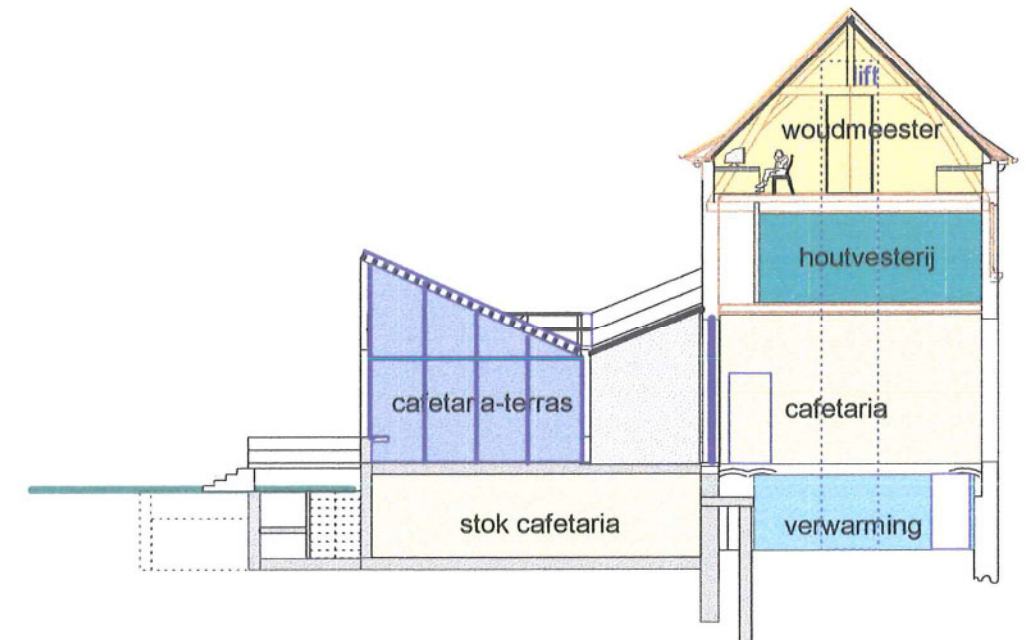 lift
woudmeester
houtvesterij
cafetaria-terras
cafetaria
stok cafetaria
verwarming